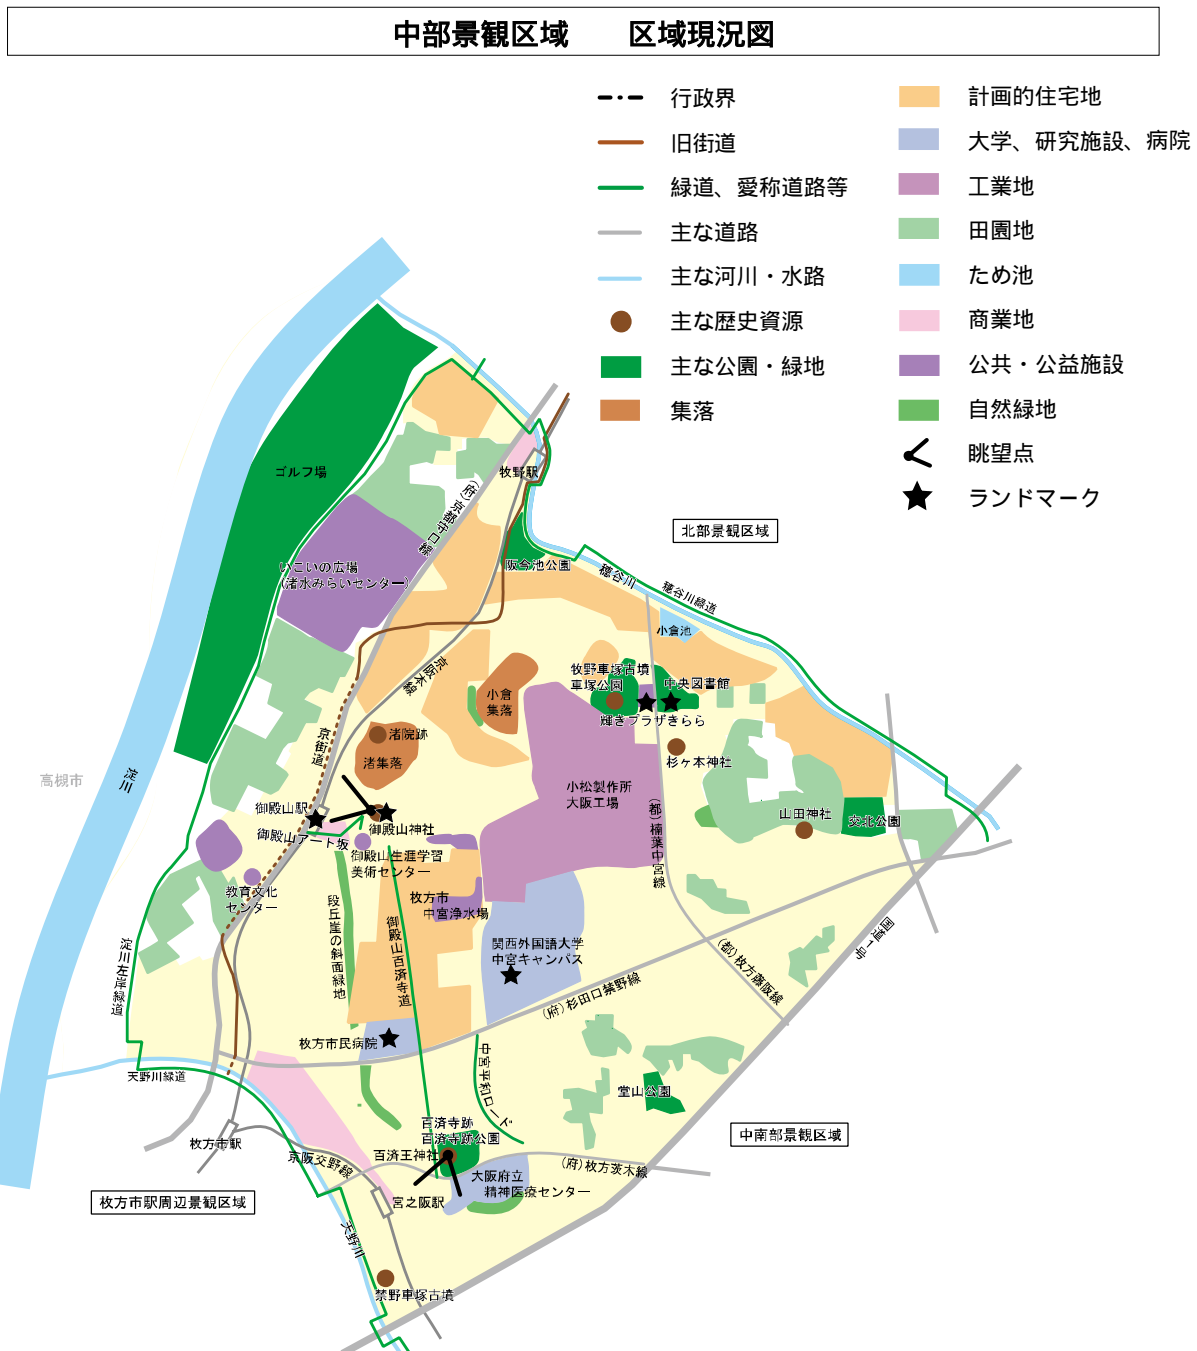 中部景観区域　　区域現況図
行政界
旧街道
緑道、愛称道路等
主な道路
主な河川・水路
主な歴史資源
主な公園・緑地
集落
計画的住宅地
大学、研究施設、病院
工業地
田園地
ため池
商業地
公共・公益施設
自然緑地
眺望点
ランドマーク
ゴルフ場
牧野駅
(府)京都守口線
北部景観区域
いこいの広場
(渚水みらいセンター)
阪今池公園
穂谷川
穂谷川緑道
小倉池
京阪本線
牧野車塚古墳
車塚公園
中央図書館
小倉
集落
輝きプラザきらら
渚院跡
京街道
渚集落
杉ヶ本神社
高槻市
淀川
小松製作所
大阪工場
御殿山駅
御殿山神社
(都)楠葉中宮線
山田神社
交北公園
御殿山アート坂
御殿山生涯学習
美術センター
教育文化
センター
枚方市
中宮浄水場
段丘崖の斜面緑地
御殿山百済寺道
国道1号
淀川左岸緑道
関西外国語大学
中宮キャンパス
(都)枚方藤阪線
(府)杉田口禁野線
枚方市民病院
中宮平和ロード
天野川緑道
堂山公園
百済寺跡
百済寺跡公園
枚方市駅
中南部景観区域
京阪交野線
百済王神社
(府)枚方茨木線
大阪府立
精神医療センター
枚方市駅周辺景観区域
宮之阪駅
天野川
禁野車塚古墳